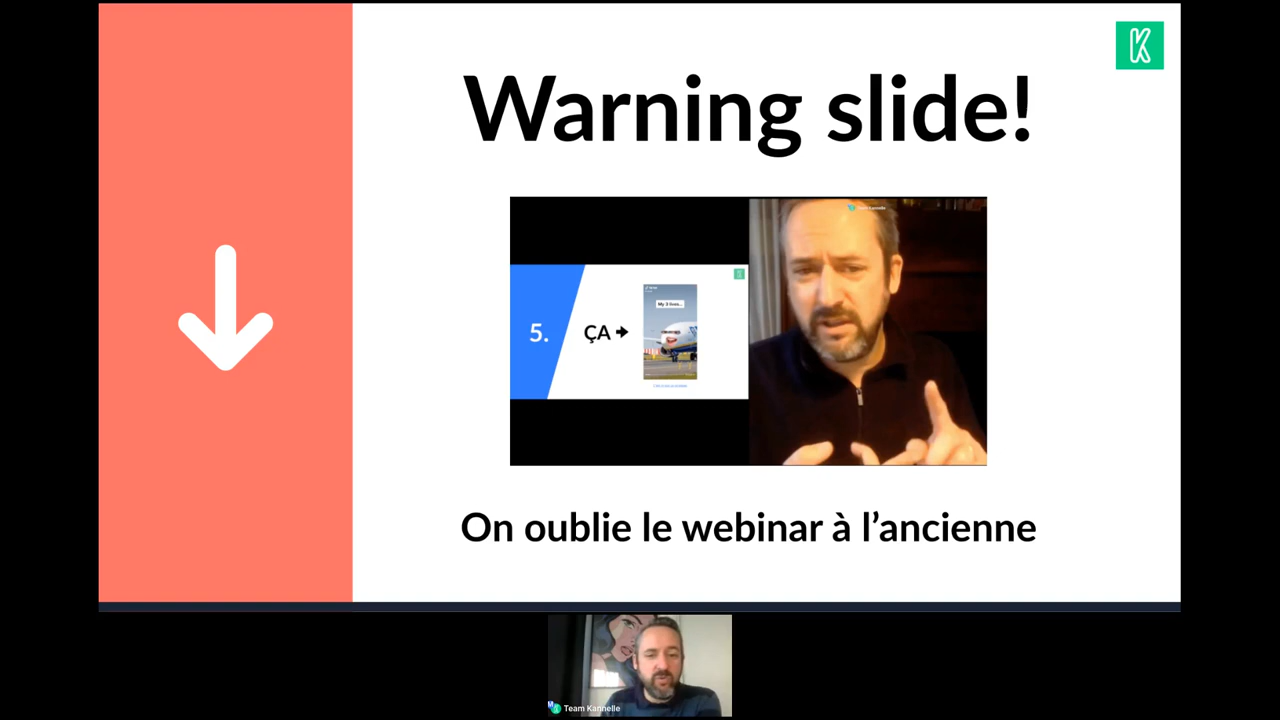 Warning slide!
5.
ÇA
My 3 lives...
On oublie le webinar à l'ancienne
Team Kannelle